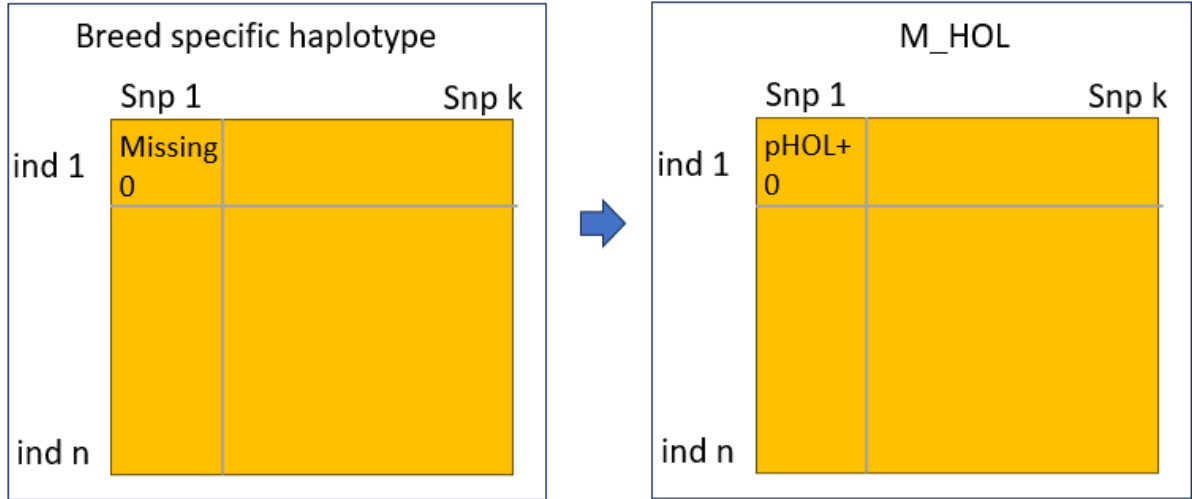 Breed specific haplotype
Snp 1 Snp k
ind 1
Missing
0
ind n
M_HOL
Snp 1 Snp k
ind 1
pHOL+
0
ind n